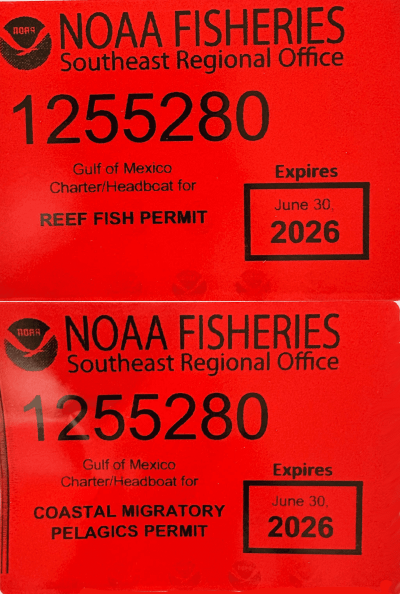 NOAA
NOAA FISHERIES
Southeast Regional Office
1255280
Gulf of Mexico
Charter/Headboat for
REEF FISH PERMIT
Expires
June 30,
2026
NOAA
NOAA FISHERIES
Southeast Regional Office
1255280
Gulf of Mexico
Charter/Headboat for
COASTAL MIGRATORY
PELAGICS PERMIT
Expires
June 30,
2026